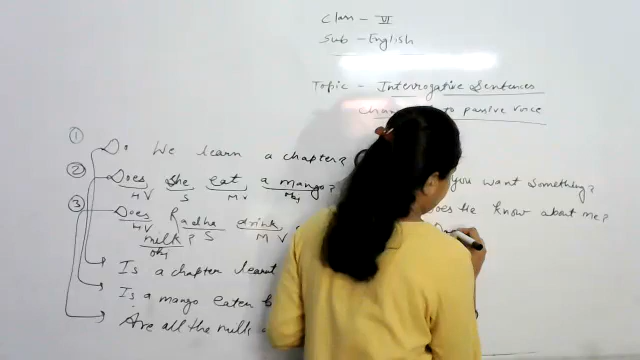 Class - VI
Sub - English
Topic - Interrogative Sentences
Chan to passive voice
① Do We learn a chapter?
② Does She eat a mango?
HV S MV obj
③ Does Radha drink
HV S MV
milk?
obj
Is a chapter learnt
Is a mango eaten b
Are all the milk
you want something?
oes He know about me?